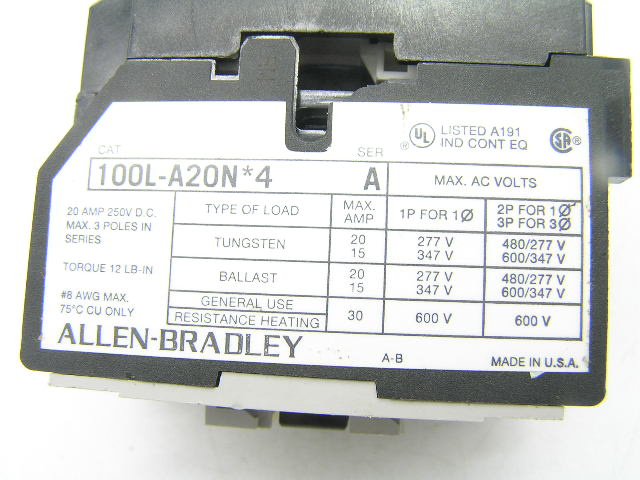 UL ® LISTED A191 SA ®
IND CONT EQ
CAT SER
100L-A20N*4 A MAX. AC VOLTS
20 AMP 250V D.C.
MAX. 3 POLES IN
SERIES
TORQUE 12 LB-IN
#8 AWG MAX.
75°C CU ONLY
TYPE OF LOAD MAX. AMP 1P FOR 1Ø 2P FOR 1Ø 3P FOR 3Ø
TUNGSTEN 20 277 V 480/277 V
15 347 V 600/347 V
BALLAST 20 277 V 480/277 V
15 347 V 600/347 V
GENERAL USE
RESISTANCE HEATING 30 600 V 600 V
ALLEN-BRADLEY A-B MADE IN U.S.A.